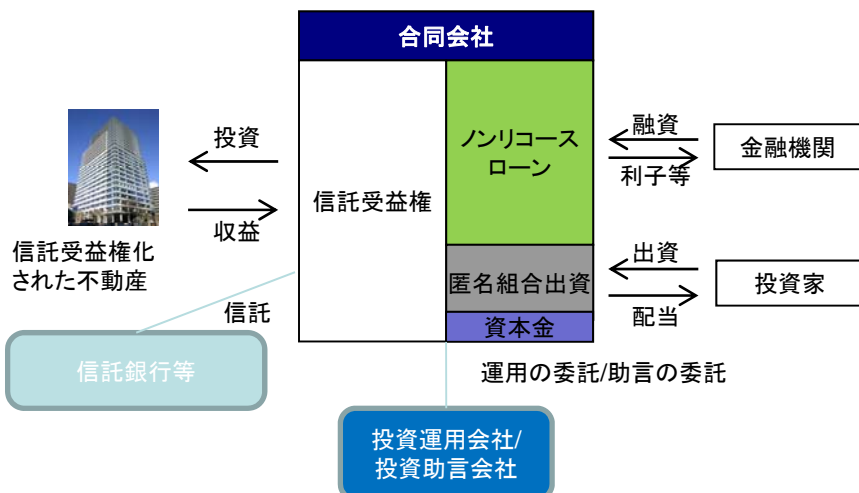 合同会社
投資
収益
信託受益権化
された不動産
信託
信託銀行等
信託受益権
ノンリコース
ローン
匿名組合出資
資本金
融資
利子等
金融機関
出資
配当
投資家
運用の委託/助言の委託
投資運用会社/
投資助言会社